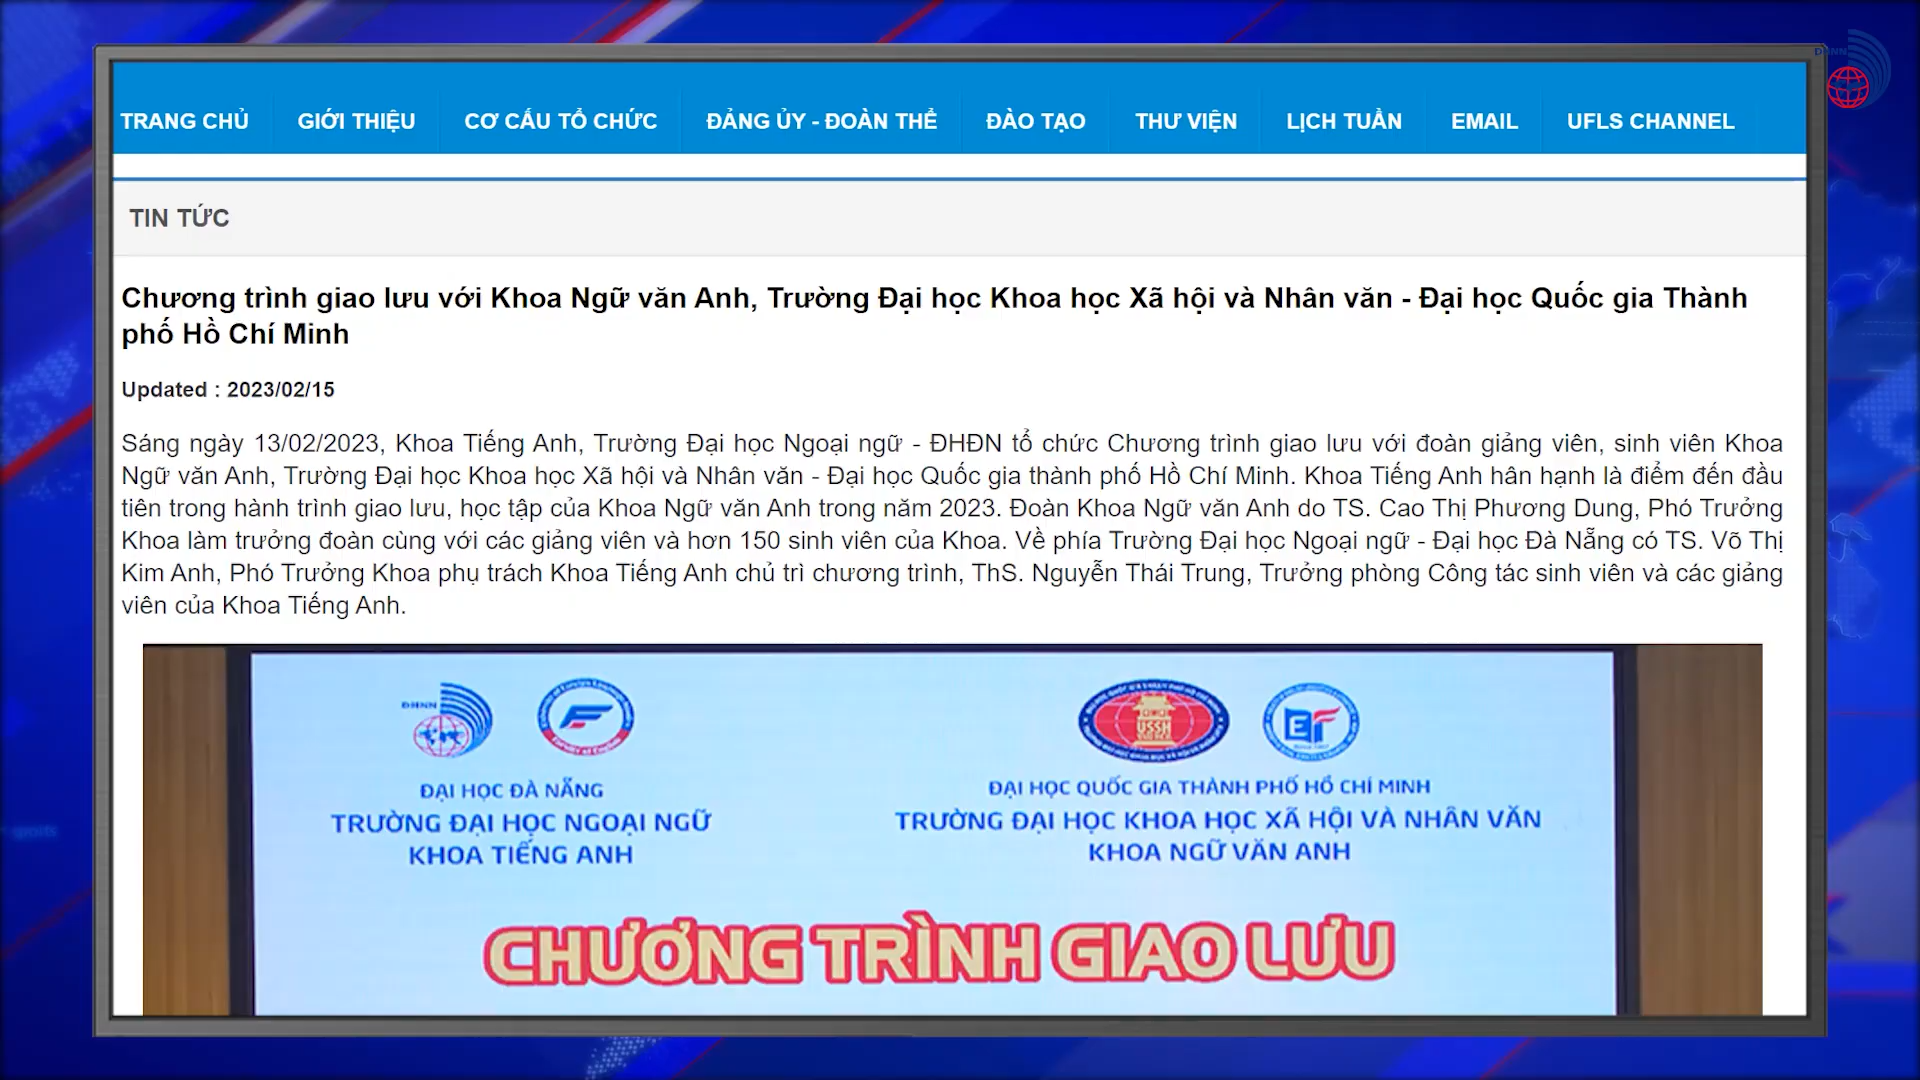 TRANG CHỦ GIỚI THIỆU CƠ CẤU TỔ CHỨC ĐẢNG ỦY - ĐOÀN THỂ ĐÀO TẠO THƯ VIỆN LỊCH TUẦN EMAIL UFLS CHANNEL
ĐHNN
TIN TỨC
Chương trình giao lưu với Khoa Ngữ văn Anh, Trường Đại học Khoa học Xã hội và Nhân văn - Đại học Quốc gia Thành
phố Hồ Chí Minh
Updated : 2023/02/15
Sáng ngày 13/02/2023, Khoa Tiếng Anh, Trường Đại học Ngoại ngữ - ĐHĐN tổ chức Chương trình giao lưu với đoàn giảng viên, sinh viên Khoa
Ngữ văn Anh, Trường Đại học Khoa học Xã hội và Nhân văn - Đại học Quốc gia thành phố Hồ Chí Minh. Khoa Tiếng Anh hân hạnh là điểm đến đầu
tiên trong hành trình giao lưu, học tập của Khoa Ngữ văn Anh trong năm 2023. Đoàn Khoa Ngữ văn Anh do TS. Cao Thị Phương Dung, Phó Trưởng
Khoa làm trưởng đoàn cùng với các giảng viên và hơn 150 sinh viên của Khoa. Về phía Trường Đại học Ngoại ngữ - Đại học Đà Nẵng có TS. Võ Thị
Kim Anh, Phó Trưởng Khoa phụ trách Khoa Tiếng Anh chủ trì chương trình, ThS. Nguyễn Thái Trung, Trưởng phòng Công tác sinh viên và các giảng
viên của Khoa Tiếng Anh.
ĐHNN
USSH
ĐẠI HỌC ĐÀ NẴNG
TRƯỜNG ĐẠI HỌC NGOẠI NGỮ
KHOA TIẾNG ANH
ĐẠI HỌC QUỐC GIA THÀNH PHỐ HỒ CHÍ MINH
TRƯỜNG ĐẠI HỌC KHOA HỌC XÃ HỘI VÀ NHÂN VĂN
KHOA NGỮ VĂN ANH
CHƯƠNG TRÌNH GIAO LƯU
sports